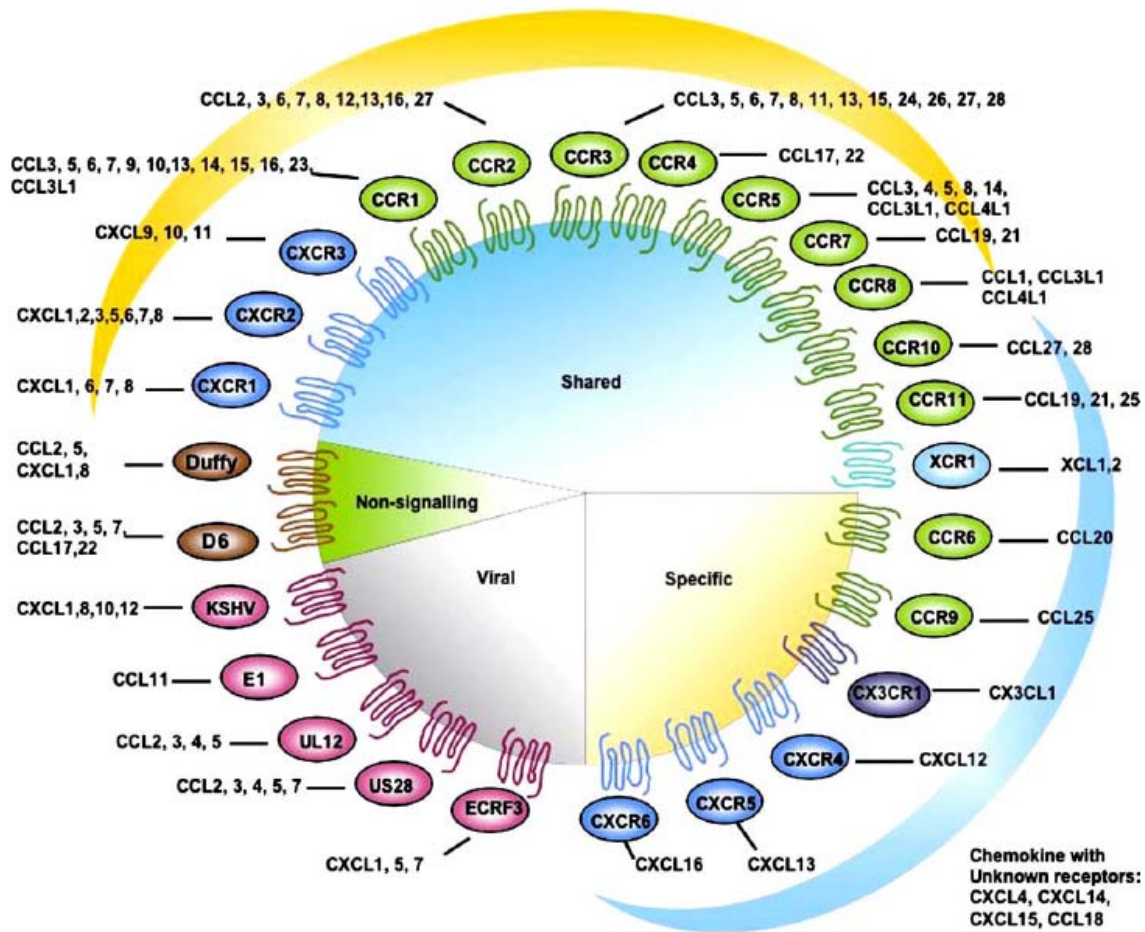 CCL2, 3, 6, 7, 8, 12,13,16, 27
CCL3, 5, 6, 7, 8, 11, 13, 15, 24, 26, 27, 28
CCR2
CCR3
CCR4
CCL17, 22
CCL3, 5, 6, 7, 9, 10,13, 14, 15, 16, 23,
CCL3L1
CCR1
CCR5
CCL3, 4, 5, 8, 14,
CCL3L1, CCL4L1
CXCL9, 10, 11
CXCR3
CCR7
CCL19, 21
CCR8
CCL1, CCL3L1
CCL4L1
CXCL1,2,3,5,6,7,8
CXCR2
CCR10
CCL27, 28
CXCL1, 6, 7, 8
CXCR1
Shared
CCR11
CCL19, 21, 25
CCL2, 5,
CXCL1,8
Duffy
XCR1
XCL1,2
Non-signalling
CCL2, 3, 5, 7,
CCL17,22
D6
CCR6
CCL20
Viral
Specific
CXCL1,8,10,12
KSHV
CCR9
CCL25
CCL11
E1
CX3CR1
CX3CL1
CCL2, 3, 4, 5
UL12
CXCR4
CXCL12
CCL2, 3, 4, 5, 7
US28
ECRF3
CXCR6
CXCR5
CXCL1, 5, 7
CXCL16
CXCL13
Chemokine with
Unknown receptors:
CXCL4, CXCL14,
CXCL15, CCL18